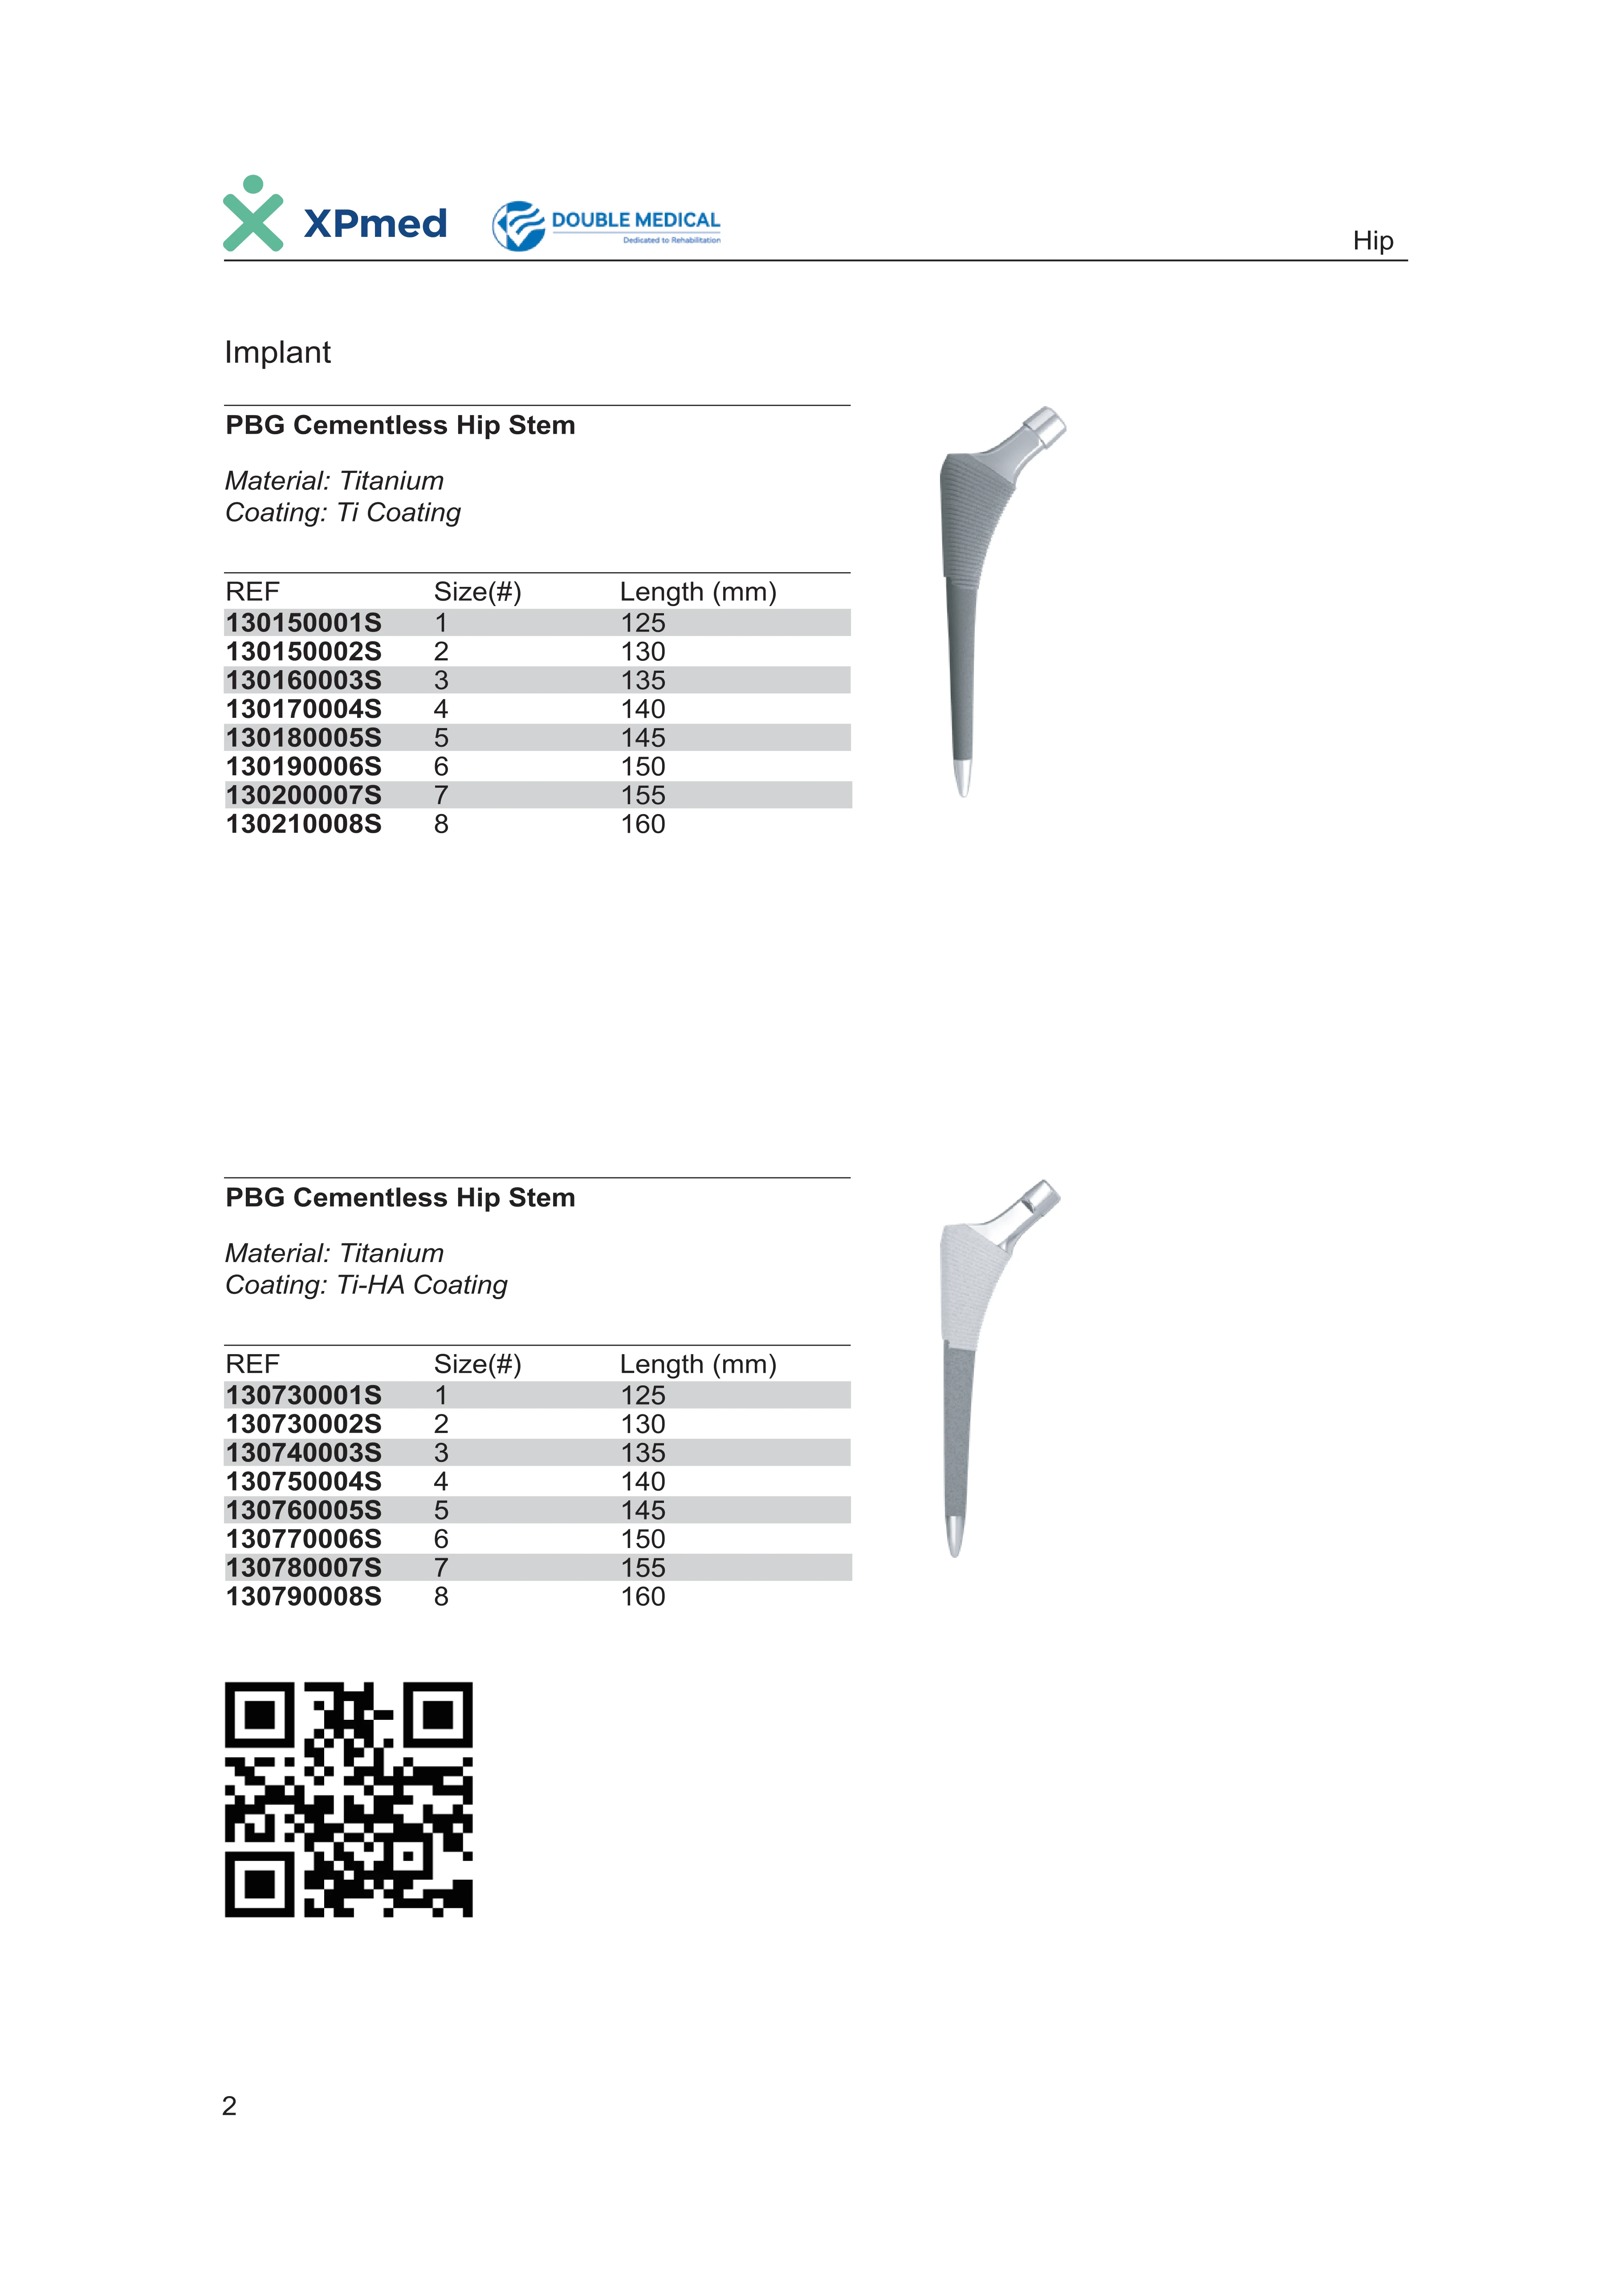 XPmed
DOUBLE MEDICAL
Dedicated to Rehabilitation
Hip
Implant
PBG Cementless Hip Stem
Material: Titanium
Coating: Ti Coating
REF Size(#) Length (mm)
130150001S 1 125
130150002S 2 130
130160003S 3 135
130170004S 4 140
130180005S 5 145
130190006S 6 150
130200007S 7 155
130210008S 8 160
PBG Cementless Hip Stem
Material: Titanium
Coating: Ti-HA Coating
REF Size(#) Length (mm)
130730001S 1 125
130730002S 2 130
130740003S 3 135
130750004S 4 140
130760005S 5 145
130770006S 6 150
130780007S 7 155
130790008S 8 160
2